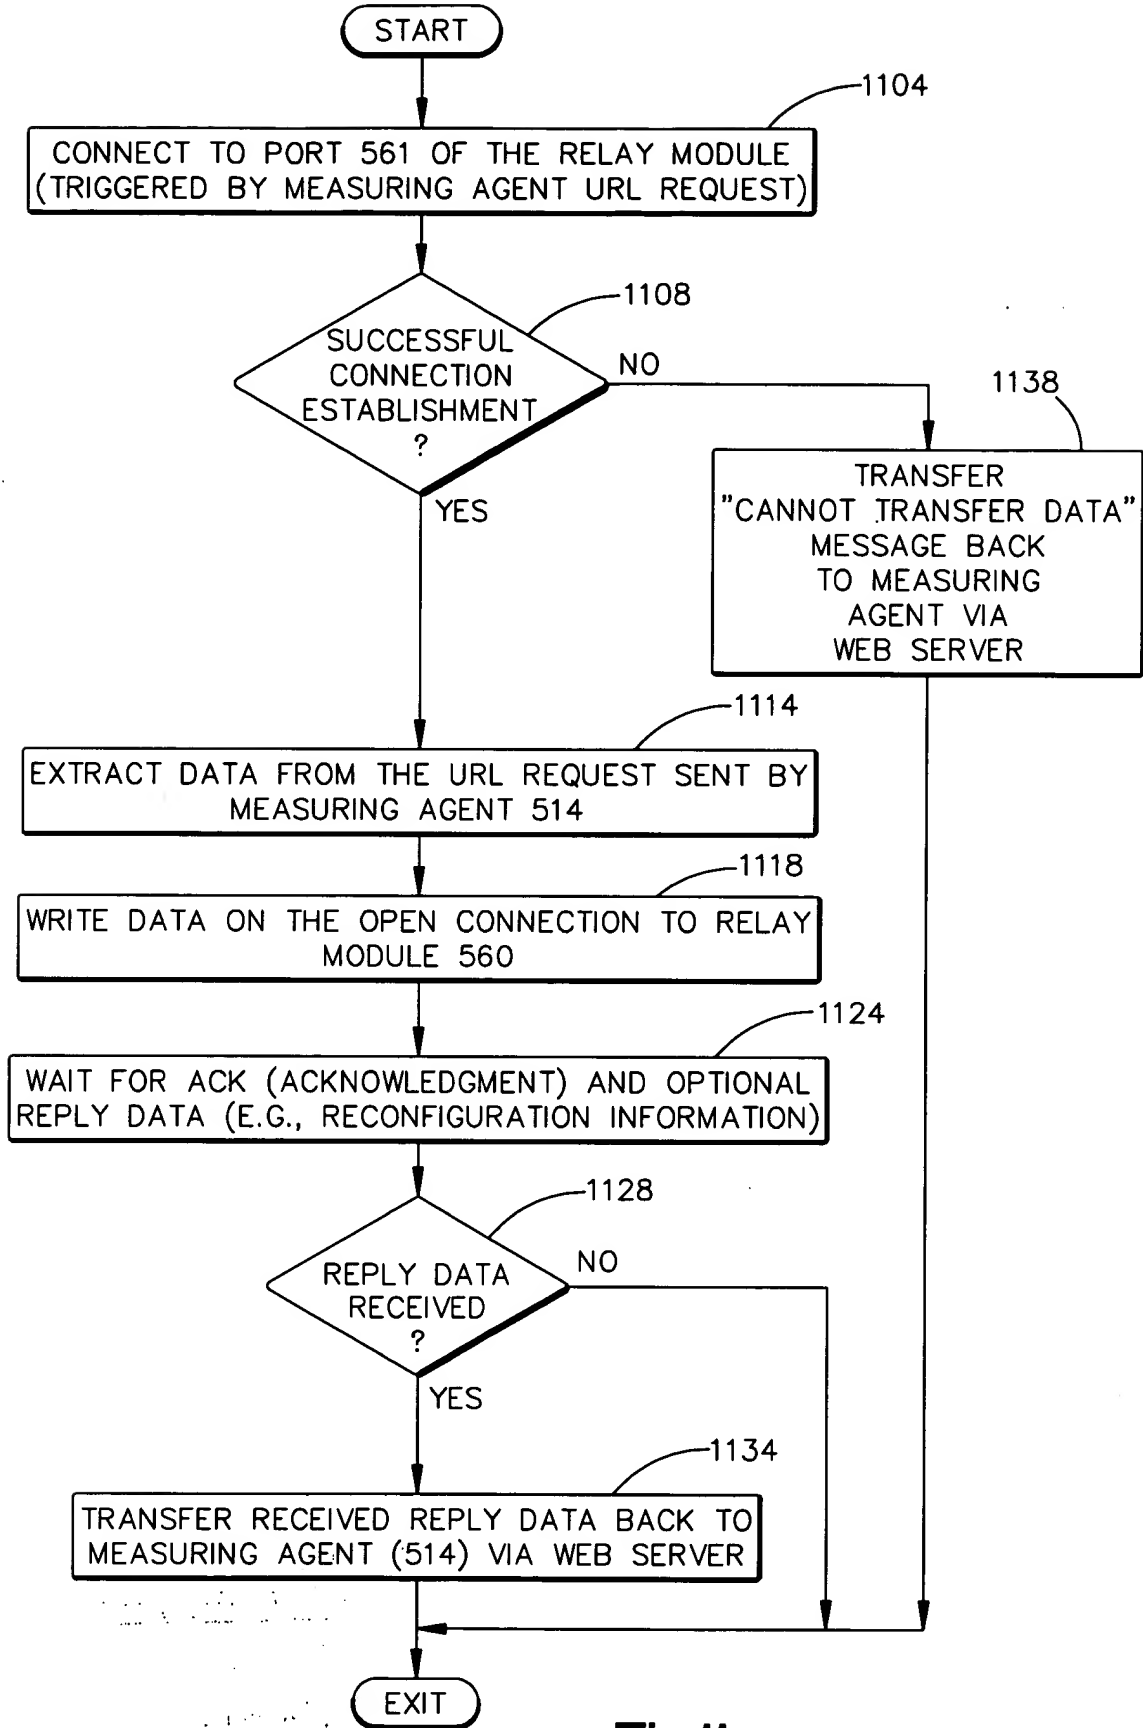 START
1104
CONNECT TO PORT 561 OF THE RELAY MODULE
(TRIGGERED BY MEASURING AGENT URL REQUEST)
1108
SUCCESSFUL
CONNECTION
ESTABLISHMENT
?
NO
YES
1138
TRANSFER
"CANNOT TRANSFER DATA"
MESSAGE BACK
TO MEASURING
AGENT VIA
WEB SERVER
1114
EXTRACT DATA FROM THE URL REQUEST SENT BY
MEASURING AGENT 514
1118
WRITE DATA ON THE OPEN CONNECTION TO RELAY
MODULE 560
1124
WAIT FOR ACK (ACKNOWLEDGMENT) AND OPTIONAL
REPLY DATA (E.G., RECONFIGURATION INFORMATION)
1128
REPLY DATA
RECEIVED
?
NO
YES
1134
TRANSFER RECEIVED REPLY DATA BACK TO
MEASURING AGENT (514) VIA WEB SERVER
EXIT